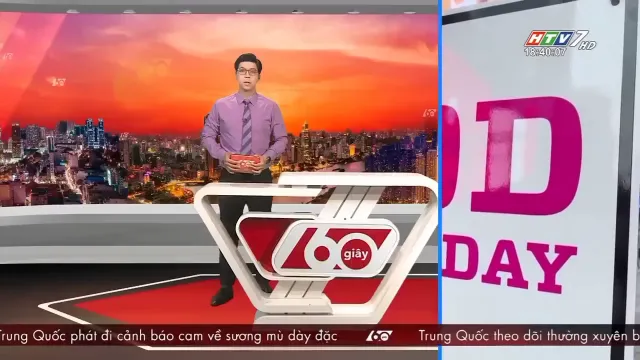 HTV7 HD
18:40:07
DAY
60 giây
Trung Quốc phát đi cảnh báo cam về sương mù dày đặc
60
Trung Quốc theo dõi thường xuyên